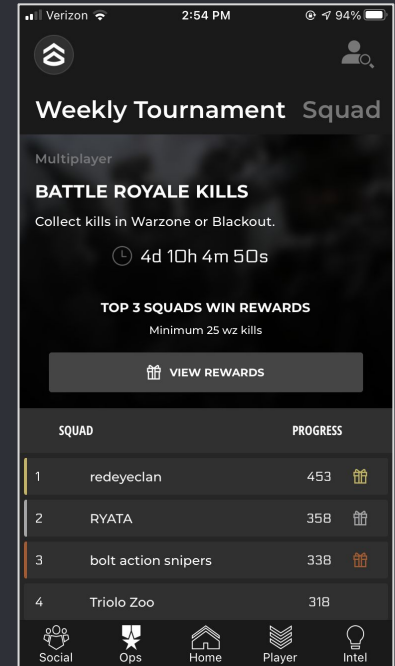 Verizon 2:54 PM 94%
Weekly Tournament Squad
Multiplayer
BATTLE ROYALE KILLS
Collect kills in Warzone or Blackout.
4d 10h 4m 50s
TOP 3 SQUADS WIN REWARDS
Minimum 25 wz kills
VIEW REWARDS
SQUAD PROGRESS
1 redeyeclan 453
2 RYATA 358
3 bolt action snipers 338
4 Triolo Zoo 318
Social Ops Home Player Intel